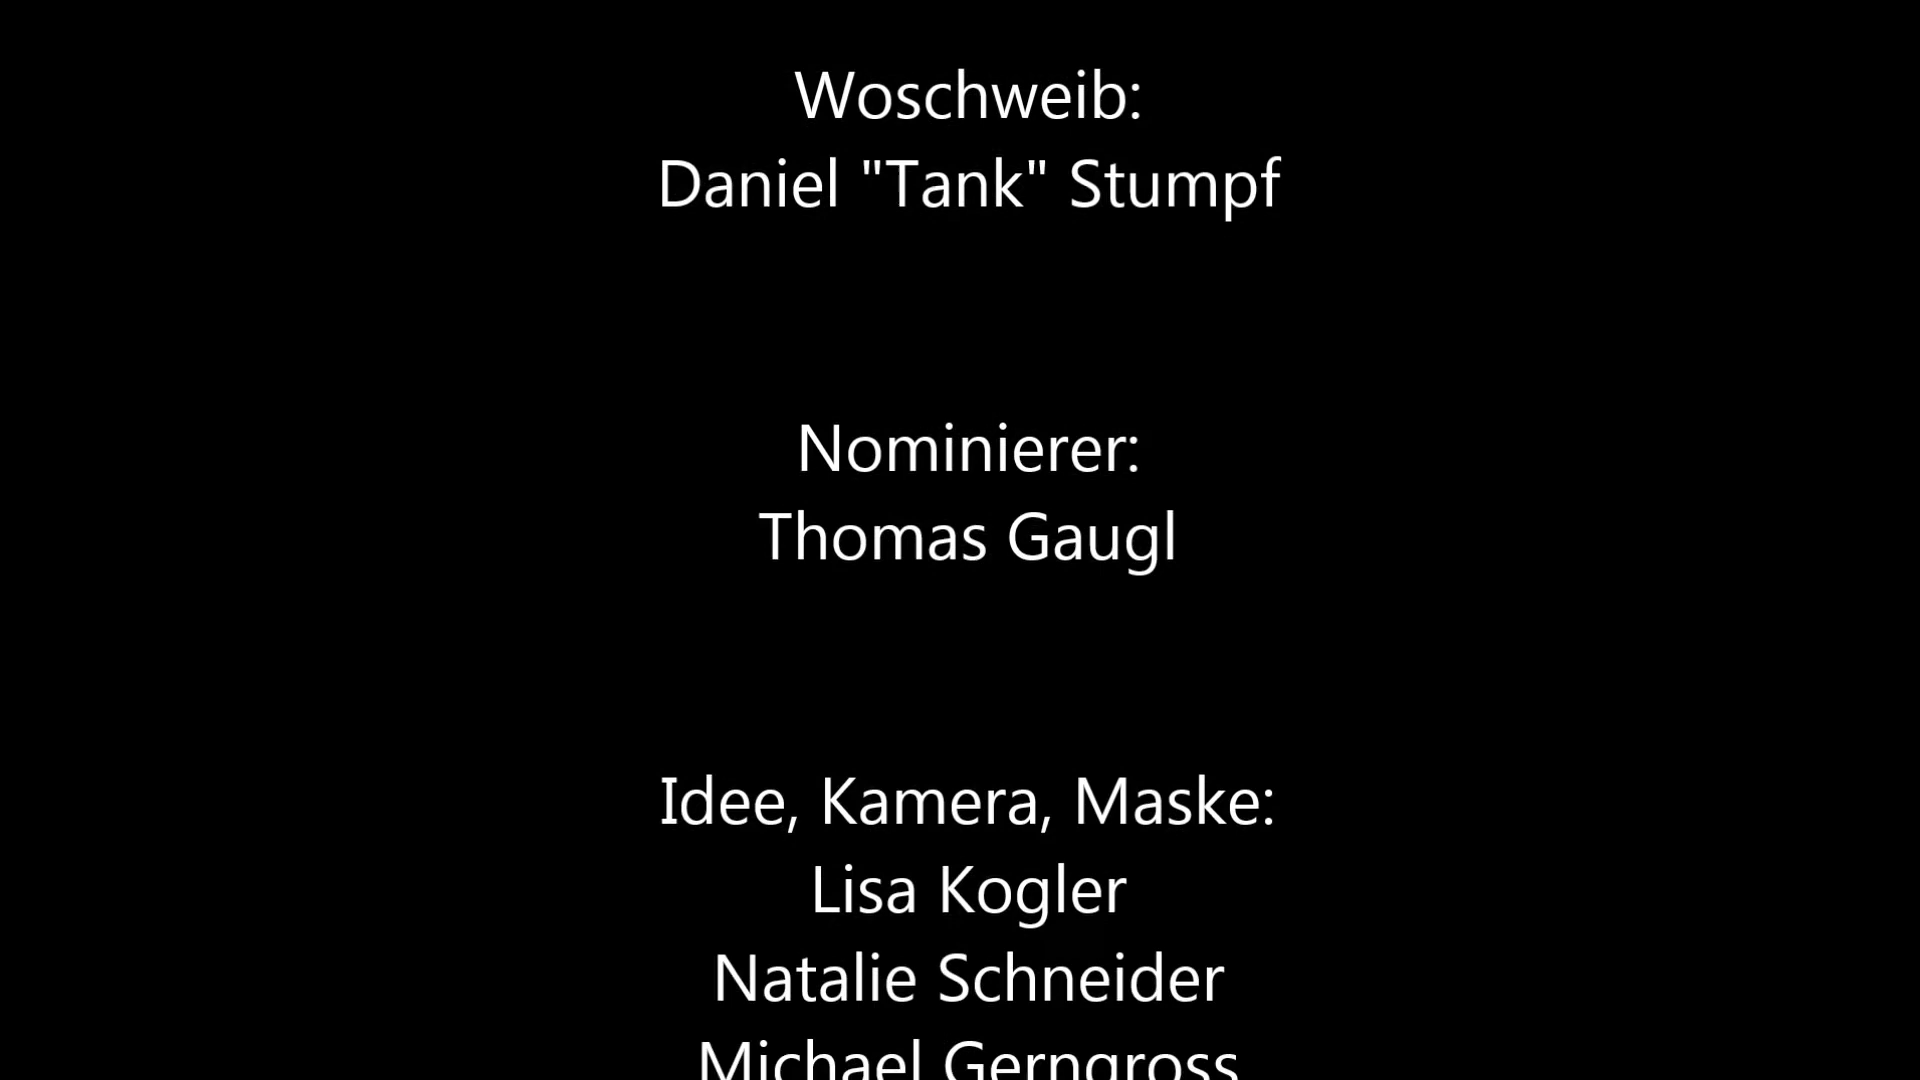 Woschweib:
Daniel "Tank" Stumpf
Nominierer:
Thomas Gaugl
Idee, Kamera, Maske:
Lisa Kogler
Natalie Schneider
Michael Gerngross